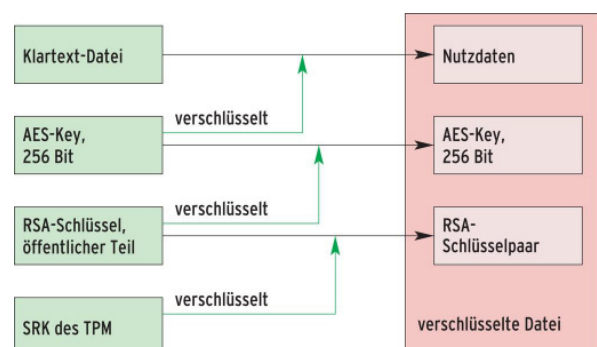 Klartext-Datei
Nutzdaten
verschlüsselt
AES-Key,
256 Bit
AES-Key,
256 Bit
verschlüsselt
RSA-Schlüssel,
öffentlicher Teil
RSA-
Schlüsselpaar
verschlüsselt
SRK des TPM
verschlüsselte Datei